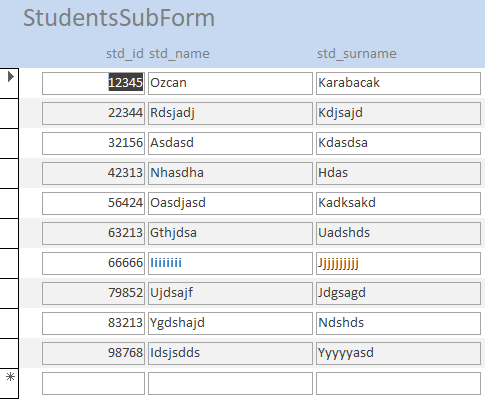 StudentsSubForm
std_id std_name std_surname
12345 Ozcan Karabacak
22344 Rdsjadj Kdjsajd
32156 Asdasd Kdasdsa
42313 Nhasdha Hdas
56424 Oasdjasd Kadksakd
63213 Gthjdsa Uadshds
66666 Iiiiiiii Jjjjjjjjjj
79852 Ujdsajf Jdgsagd
83213 Ygdshajd Ndshds
98768 Idsjsdds Yyyyyasd